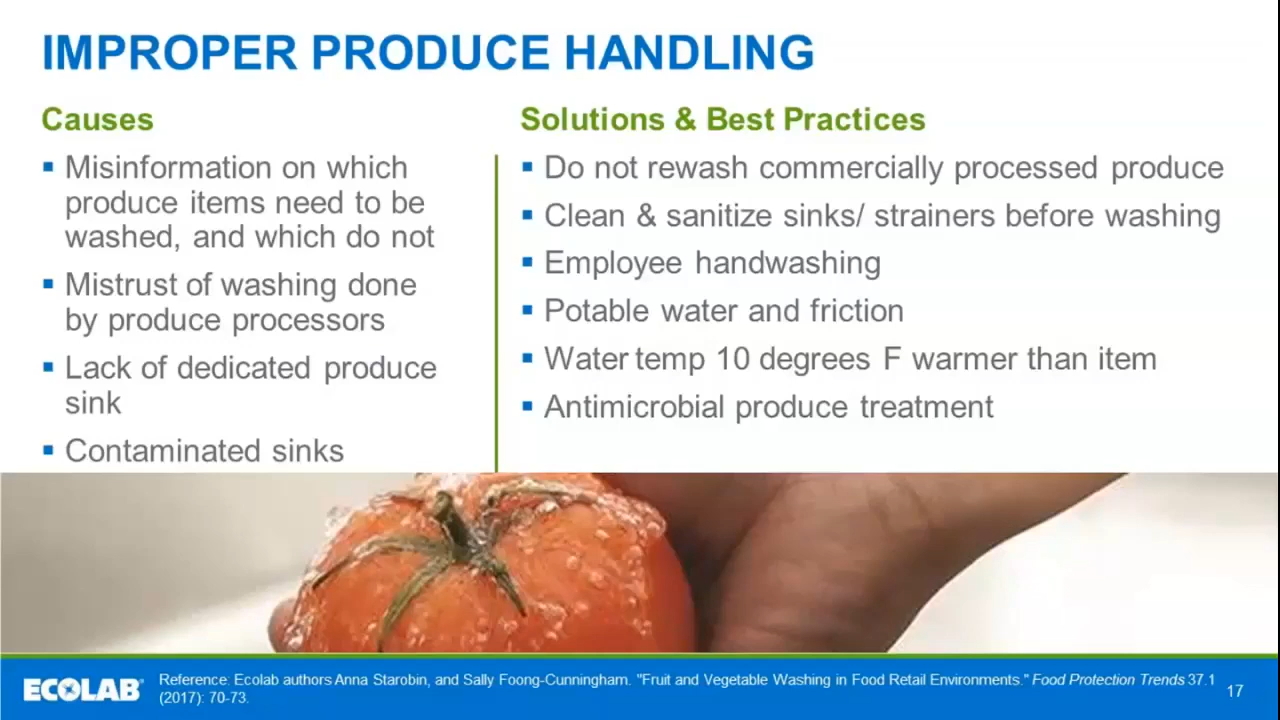 IMPROPER PRODUCE HANDLING
Causes
▪ Misinformation on which
produce items need to be
washed, and which do not
▪ Mistrust of washing done
by produce processors
▪ Lack of dedicated produce
sink
▪ Contaminated sinks
Solutions & Best Practices
▪ Do not rewash commercially processed produce
▪ Clean & sanitize sinks/ strainers before washing
▪ Employee handwashing
▪ Potable water and friction
▪ Water temp 10 degrees F warmer than item
▪ Antimicrobial produce treatment
ECOLAB®
Reference: Ecolab authors Anna Starobin, and Sally Foong-Cunningham. "Fruit and Vegetable Washing in Food Retail Environments." Food Protection Trends 37.1
(2017): 70-73.
17